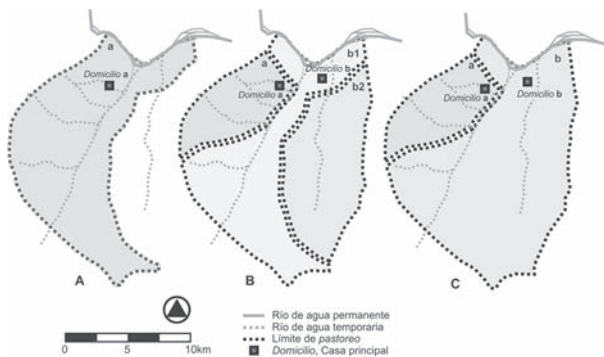 a
Domicilio a
A
a
b1
Domicilio b
Domicilio a
b2
B
a
b
Domicilio a
Domicilio b
C
Río de agua permanente
Río de agua temporaria
Límite de pastoreo
Domicilio, Casa principal
0 5 10km